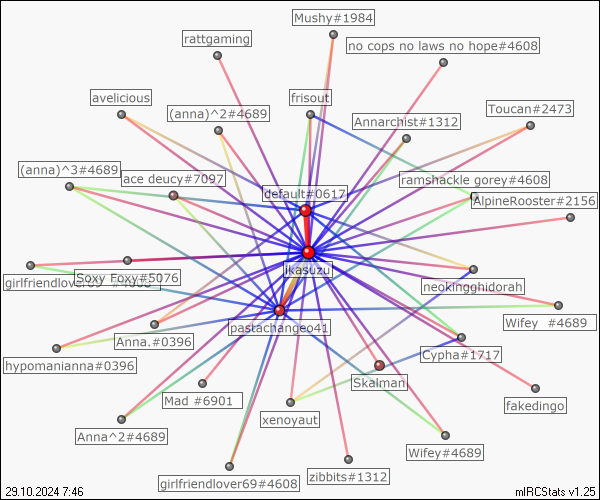 Mushy#1984
rattgaming
no cops no laws no hope#4608
avelicious
frisout
(anna)^2#4689
Toucan#2473
Annarchist#1312
(anna)^3#4689
ace deucy#7097
ramshackle gorey#4608
default#0617
AlpineRooster#2156
ikasuzu
Soxy Foxy#5076
girlfriendlover69
neokingghidorah
pastachangeo41
Wifey #4689
Anna.#0396
Cypha#1717
hypomanianna#0396
Skalman
Mad #6901
fakedingo
xenoyaut
Anna^2#4689
Wifey#4689
zibbits#1312
girlfriendlover69#4608
29.10.2024 7:46
mIRCStats v1.25